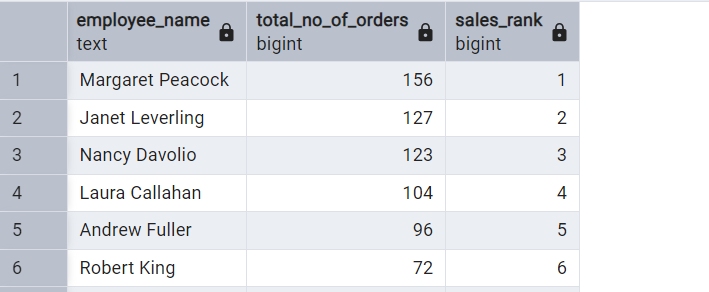 employee_name total_no_of_orders sales_rank
text bigint bigint
1 Margaret Peacock 156 1
2 Janet Leverling 127 2
3 Nancy Davolio 123 3
4 Laura Callahan 104 4
5 Andrew Fuller 96 5
6 Robert King 72 6